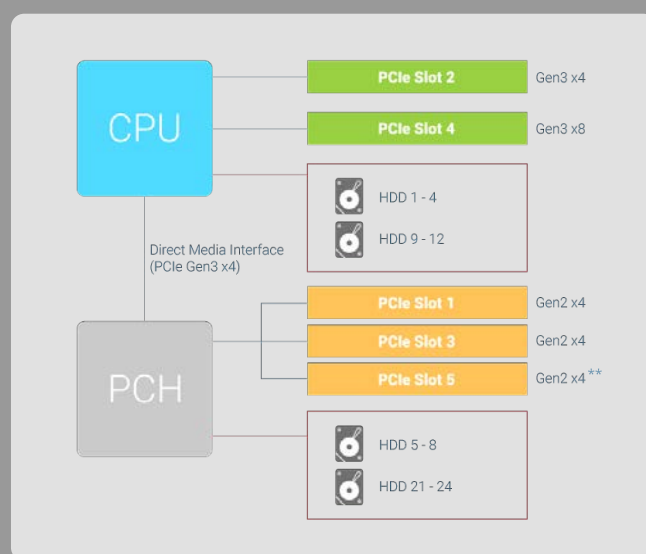 CPU
PCIe Slot 2
Gen3 x4
PCIe Slot 4
Gen3 x8
HDD 1 - 4
HDD 9 - 12
Direct Media Interface
(PCIe Gen3 x4)
PCH
PCIe Slot 1
Gen2 x4
PCIe Slot 3
Gen2 x4
PCIe Slot 5
Gen2 x4**
HDD 5 - 8
HDD 21 - 24